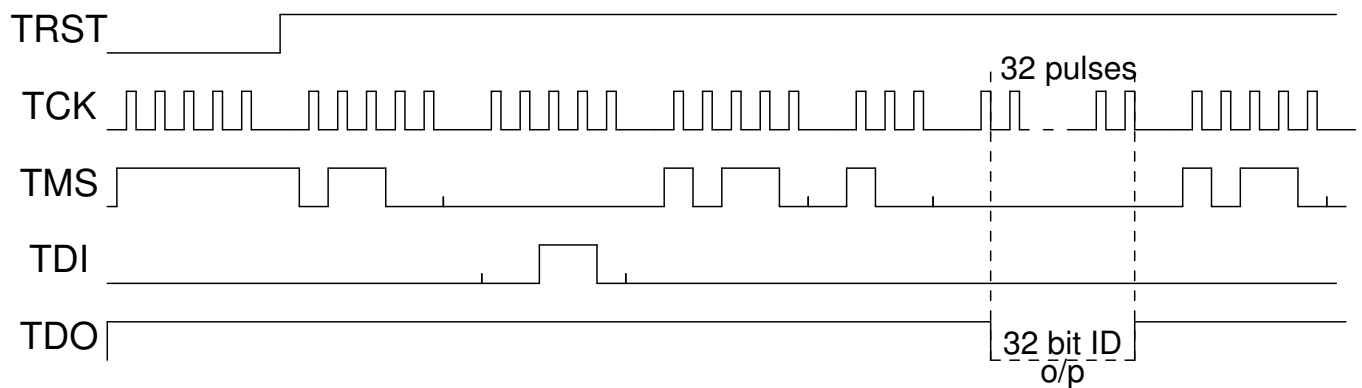 TRST
32 pulses
TCK
TMS
TDI
TDO
32 bit ID
o/p